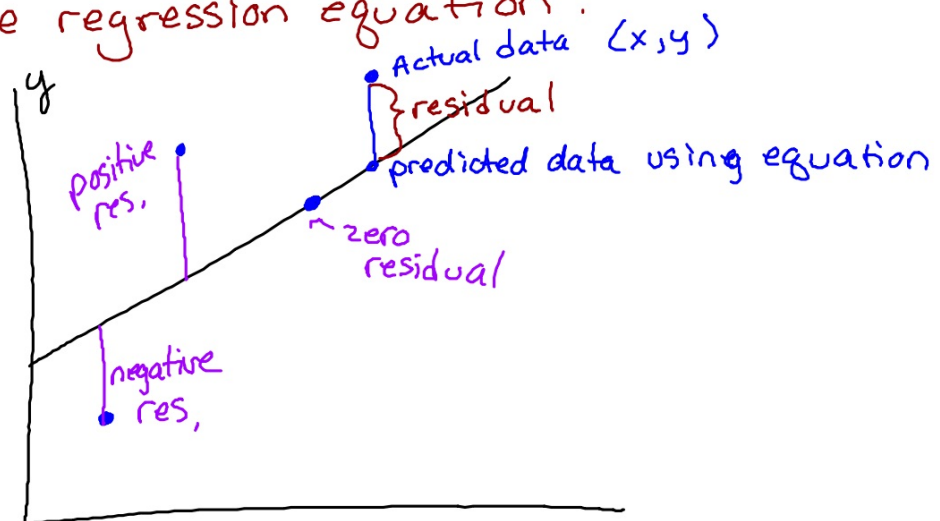 e regression equation.
y
Actual data (x,y)
residual
positive
res.
predicted data using equation
zero
residual
negative
res,